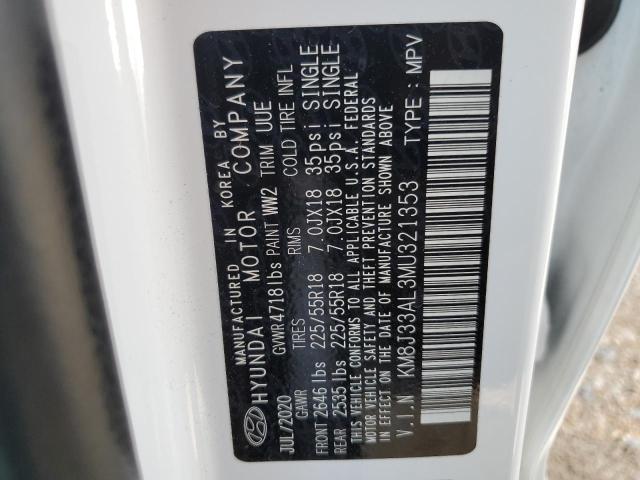 MANUFACTURED IN KOREA BY
HYUNDAI MOTOR COMPANY
JUL/2020 GVWR 4718 lbs PAINT WW2 TRIM UUE
GAWR TIRES RIMS COLD TIRE INFL
FRONT 2646 lbs 225/55R18 7.0JX18 35psi SINGLE
REAR 2535 lbs 225/55R18 7.0JX18 35psi SINGLE
THIS VEHICLE CONFORMS TO ALL APPLICABLE U.S.A. FEDERAL
MOTOR VEHICLE SAFETY AND THEFT PREVENTION STANDARDS
IN EFFECT ON THE DATE OF MANUFACTURE SHOWN ABOVE
V.I.N KM8J33AL3MU321353 TYPE : MPV